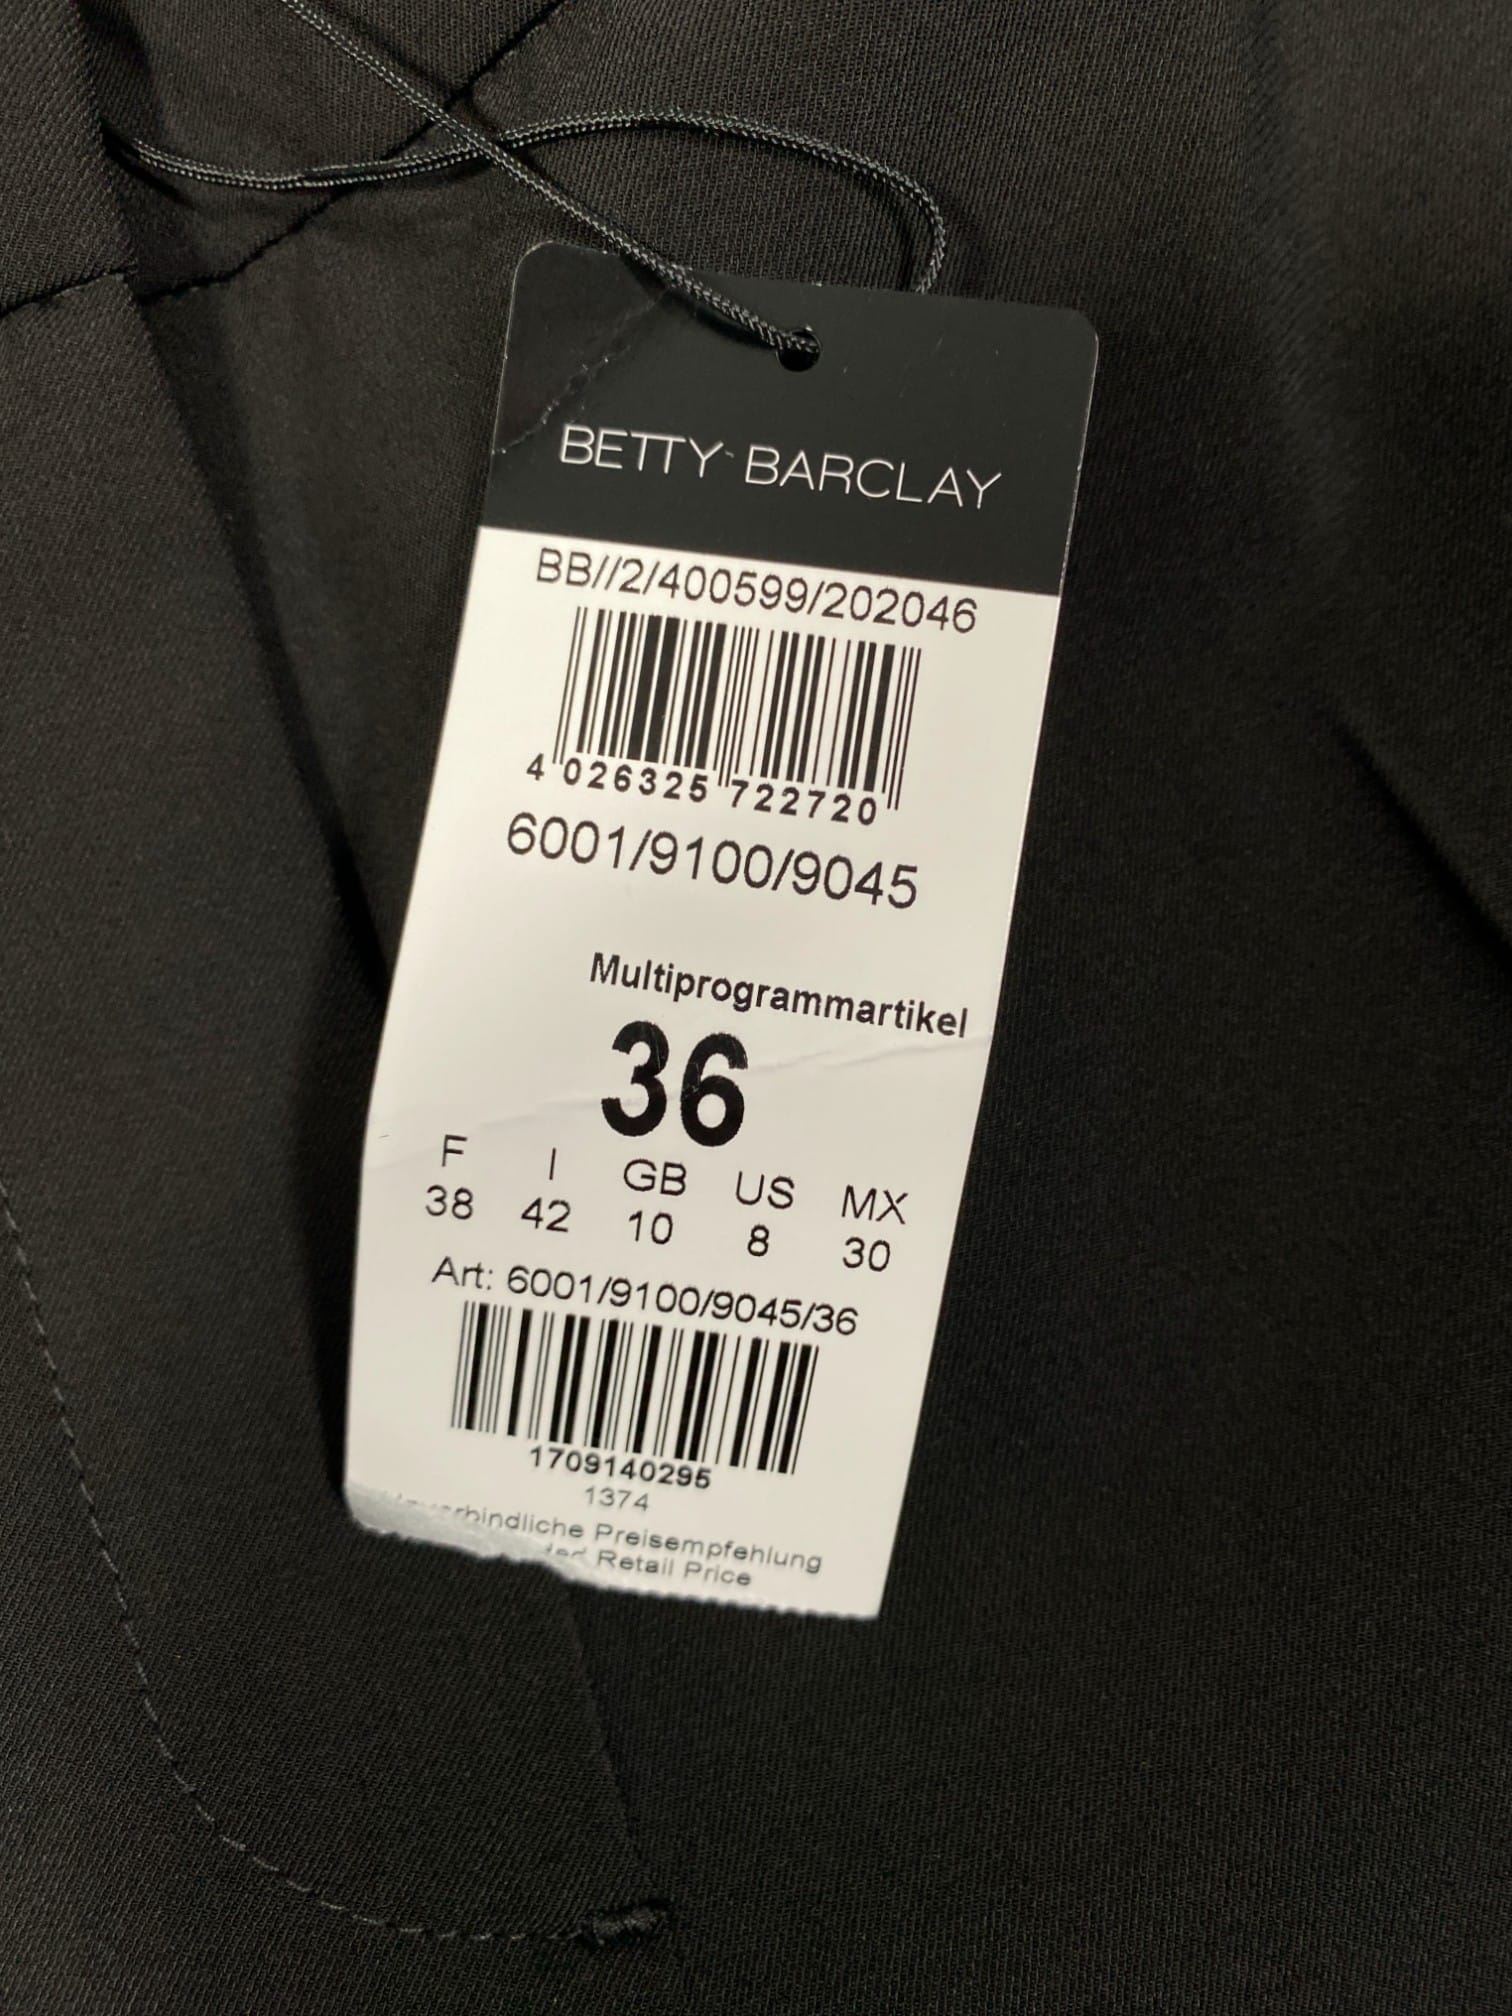 BETTY BARCLAY
BB//2/400599/202046
4 026325 722720
6001/9100/9045
Multiprogrammartikel
36
F I GB US MX
38 42 10 8 30
Art: 6001/9100/9045/36
1709140295
1374
Preisempfehlung
Retail Price